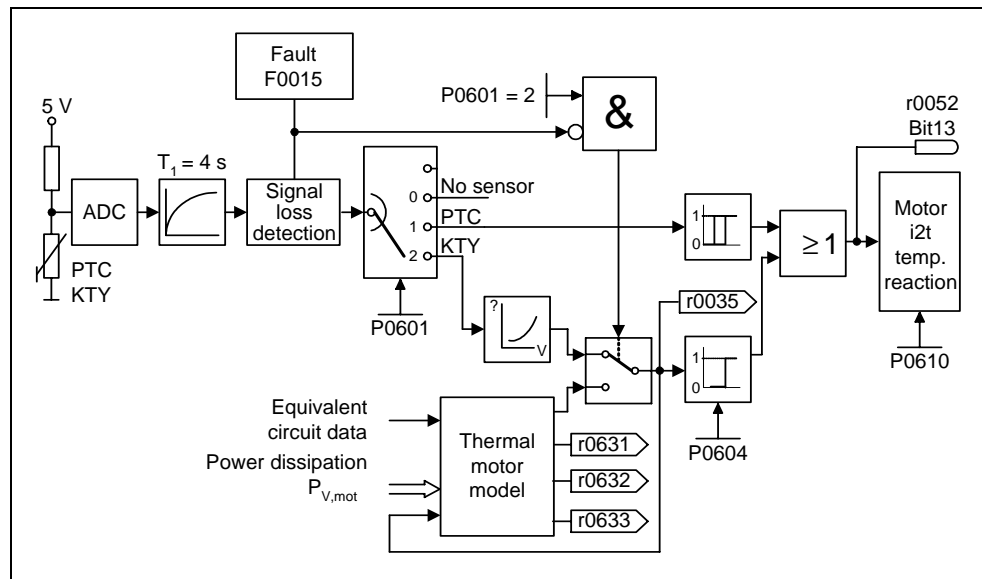 Fault
F0015
5 V
P0601 = 2
&
r0052
Bit13
T1 = 4 s
ADC
Signal
loss
detection
0
No sensor
1
PTC
2
KTY
1
0
≥ 1
Motor
i2t
temp.
reaction
PTC
KTY
P0601
?
V
r0035
1
0
P0610
P0604
Equivalent
circuit data
Power dissipation
PV,mot
Thermal
motor
model
r0631
r0632
r0633